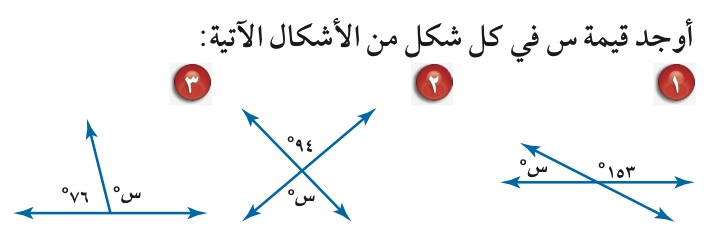 أوجد قيمة س في كل شكل من الأشكال الآتية:
١
٢
٣
١٥٣°
س°
٩٤°
س°
س°
٧٦°